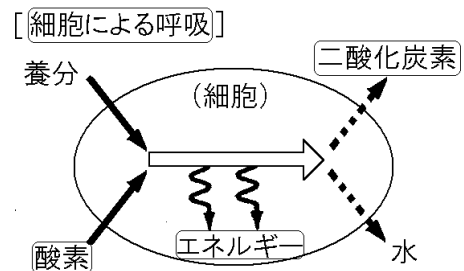 [細胞による呼吸]
二酸化炭素
養分
(細胞)
酸素
エネルギー
水